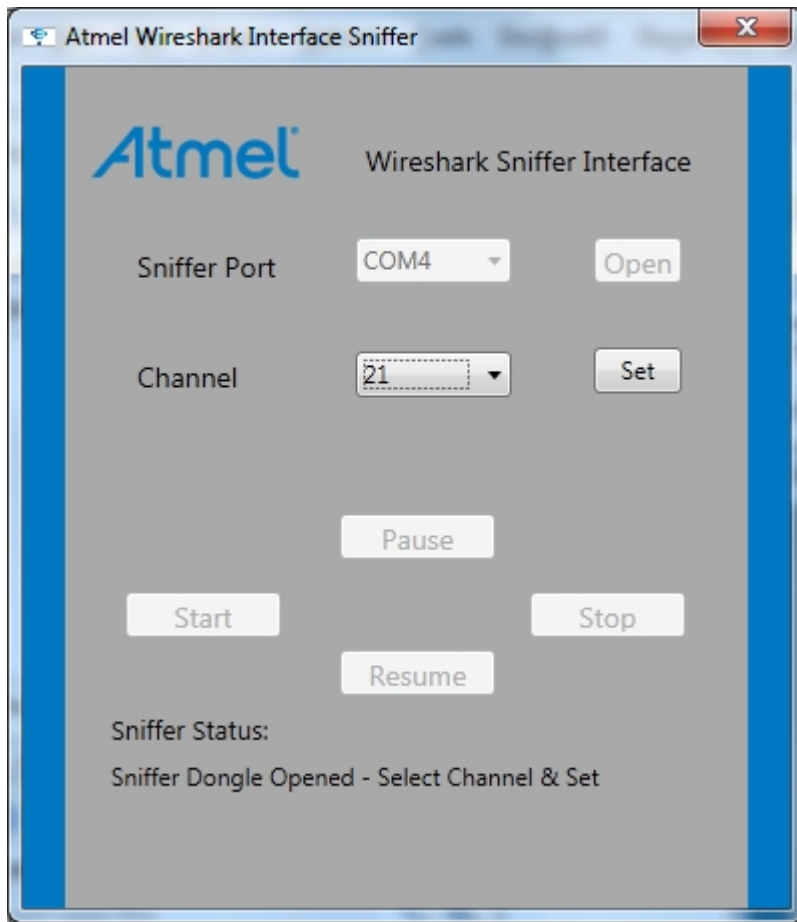 Atmel Wireshark Interface Sniffer
Atmel
Wireshark Sniffer Interface
Sniffer Port COM4 Open
Channel 21 Set
Pause
Start Stop
Resume
Sniffer Status:
Sniffer Dongle Opened - Select Channel & Set